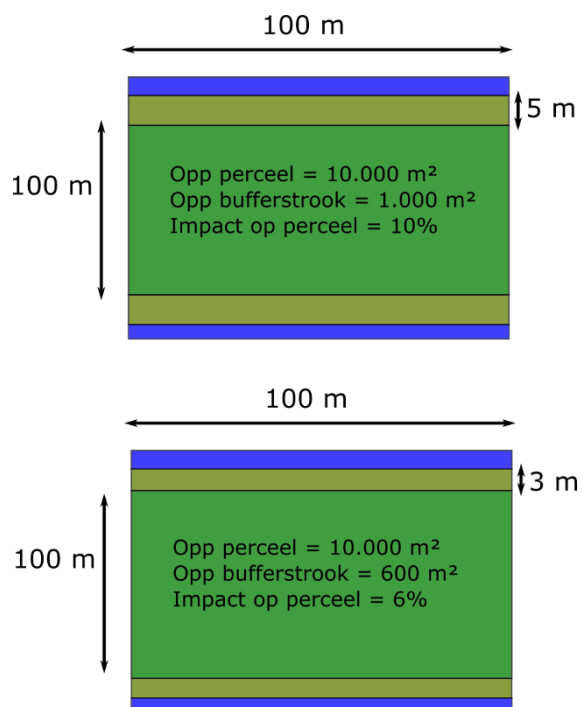 100 m
5 m
100 m
Opp perceel = 10.000 m²
Opp bufferstrook = 1.000 m²
Impact op perceel = 10%
100 m
3 m
100 m
Opp perceel = 10.000 m²
Opp bufferstrook = 600 m²
Impact op perceel = 6%